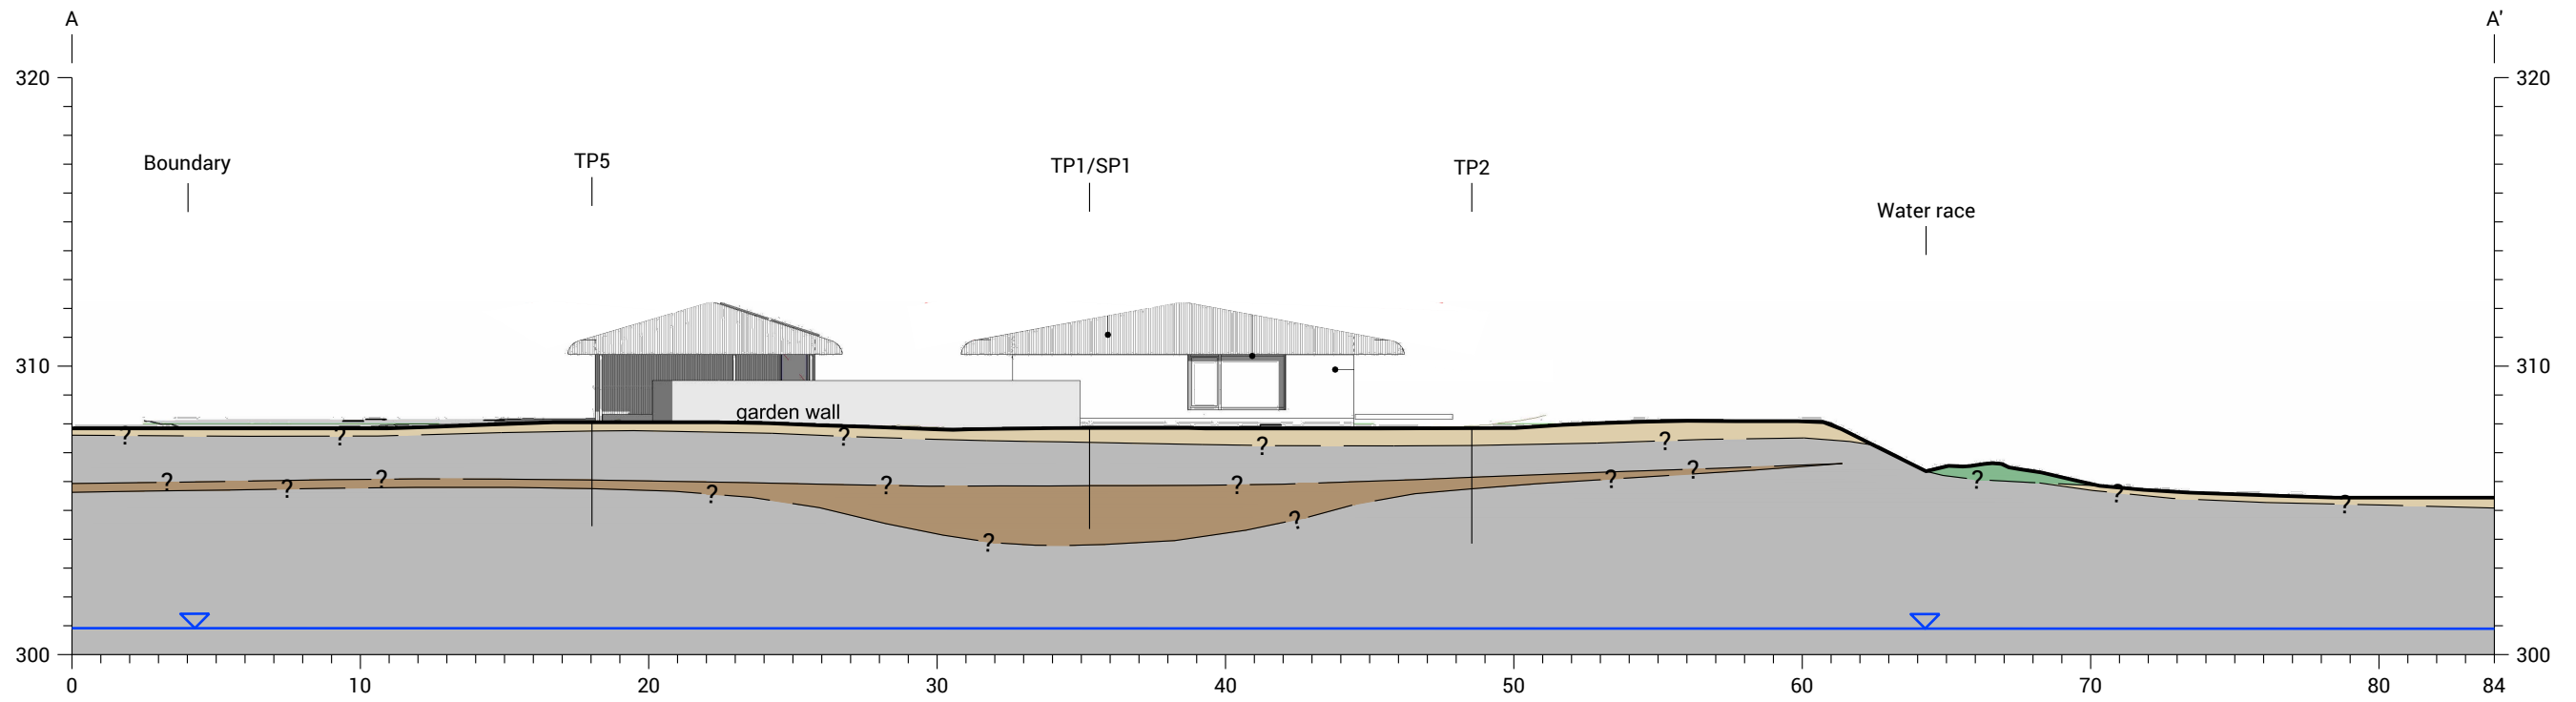 A A'
320 320
Boundary TP5 TP1/SP1 TP2
Water race
310 310
garden wall
? ? ? ? ? ?
? ? ? ? ? ? ? ? ? ? ? ? ?
? ?
300 300
0 10 20 30 40 50 60 70 80 84